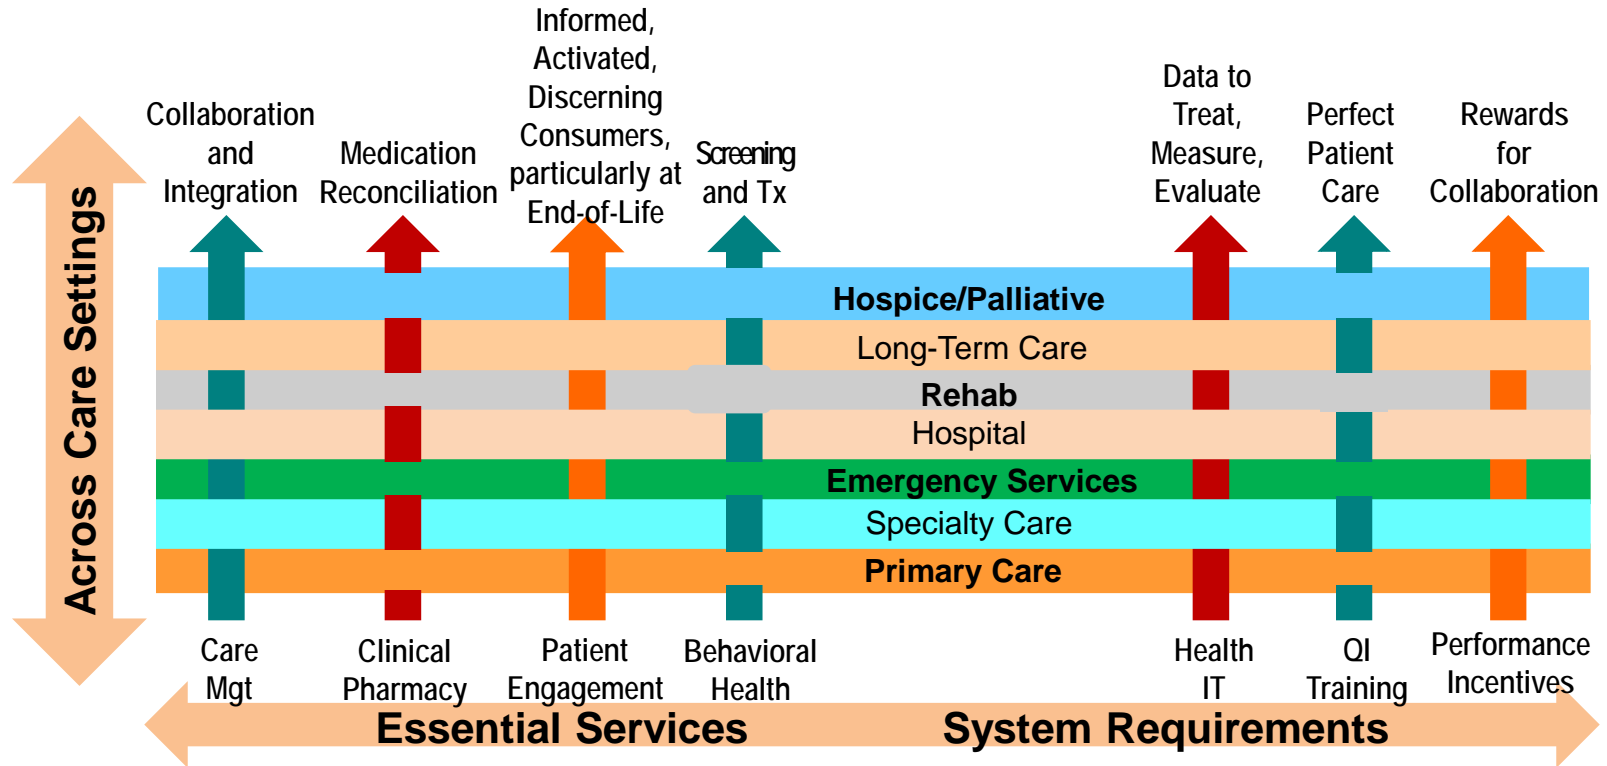 Informed,
Activated,
Discerning
Consumers,
particularly at
End-of-Life
Collaboration
and
Integration
Medication
Reconciliation
Screening
and Tx
Data to
Treat,
Measure,
Evaluate
Perfect
Patient
Care
Rewards
for
Collaboration
Across Care Settings
Hospice/Palliative
Long-Term Care
Rehab
Hospital
Emergency Services
Specialty Care
Primary Care
Care
Mgt
Clinical
Pharmacy
Patient
Engagement
Behavioral
Health
Health
IT
QI
Training
Performance
Incentives
Essential Services
System Requirements